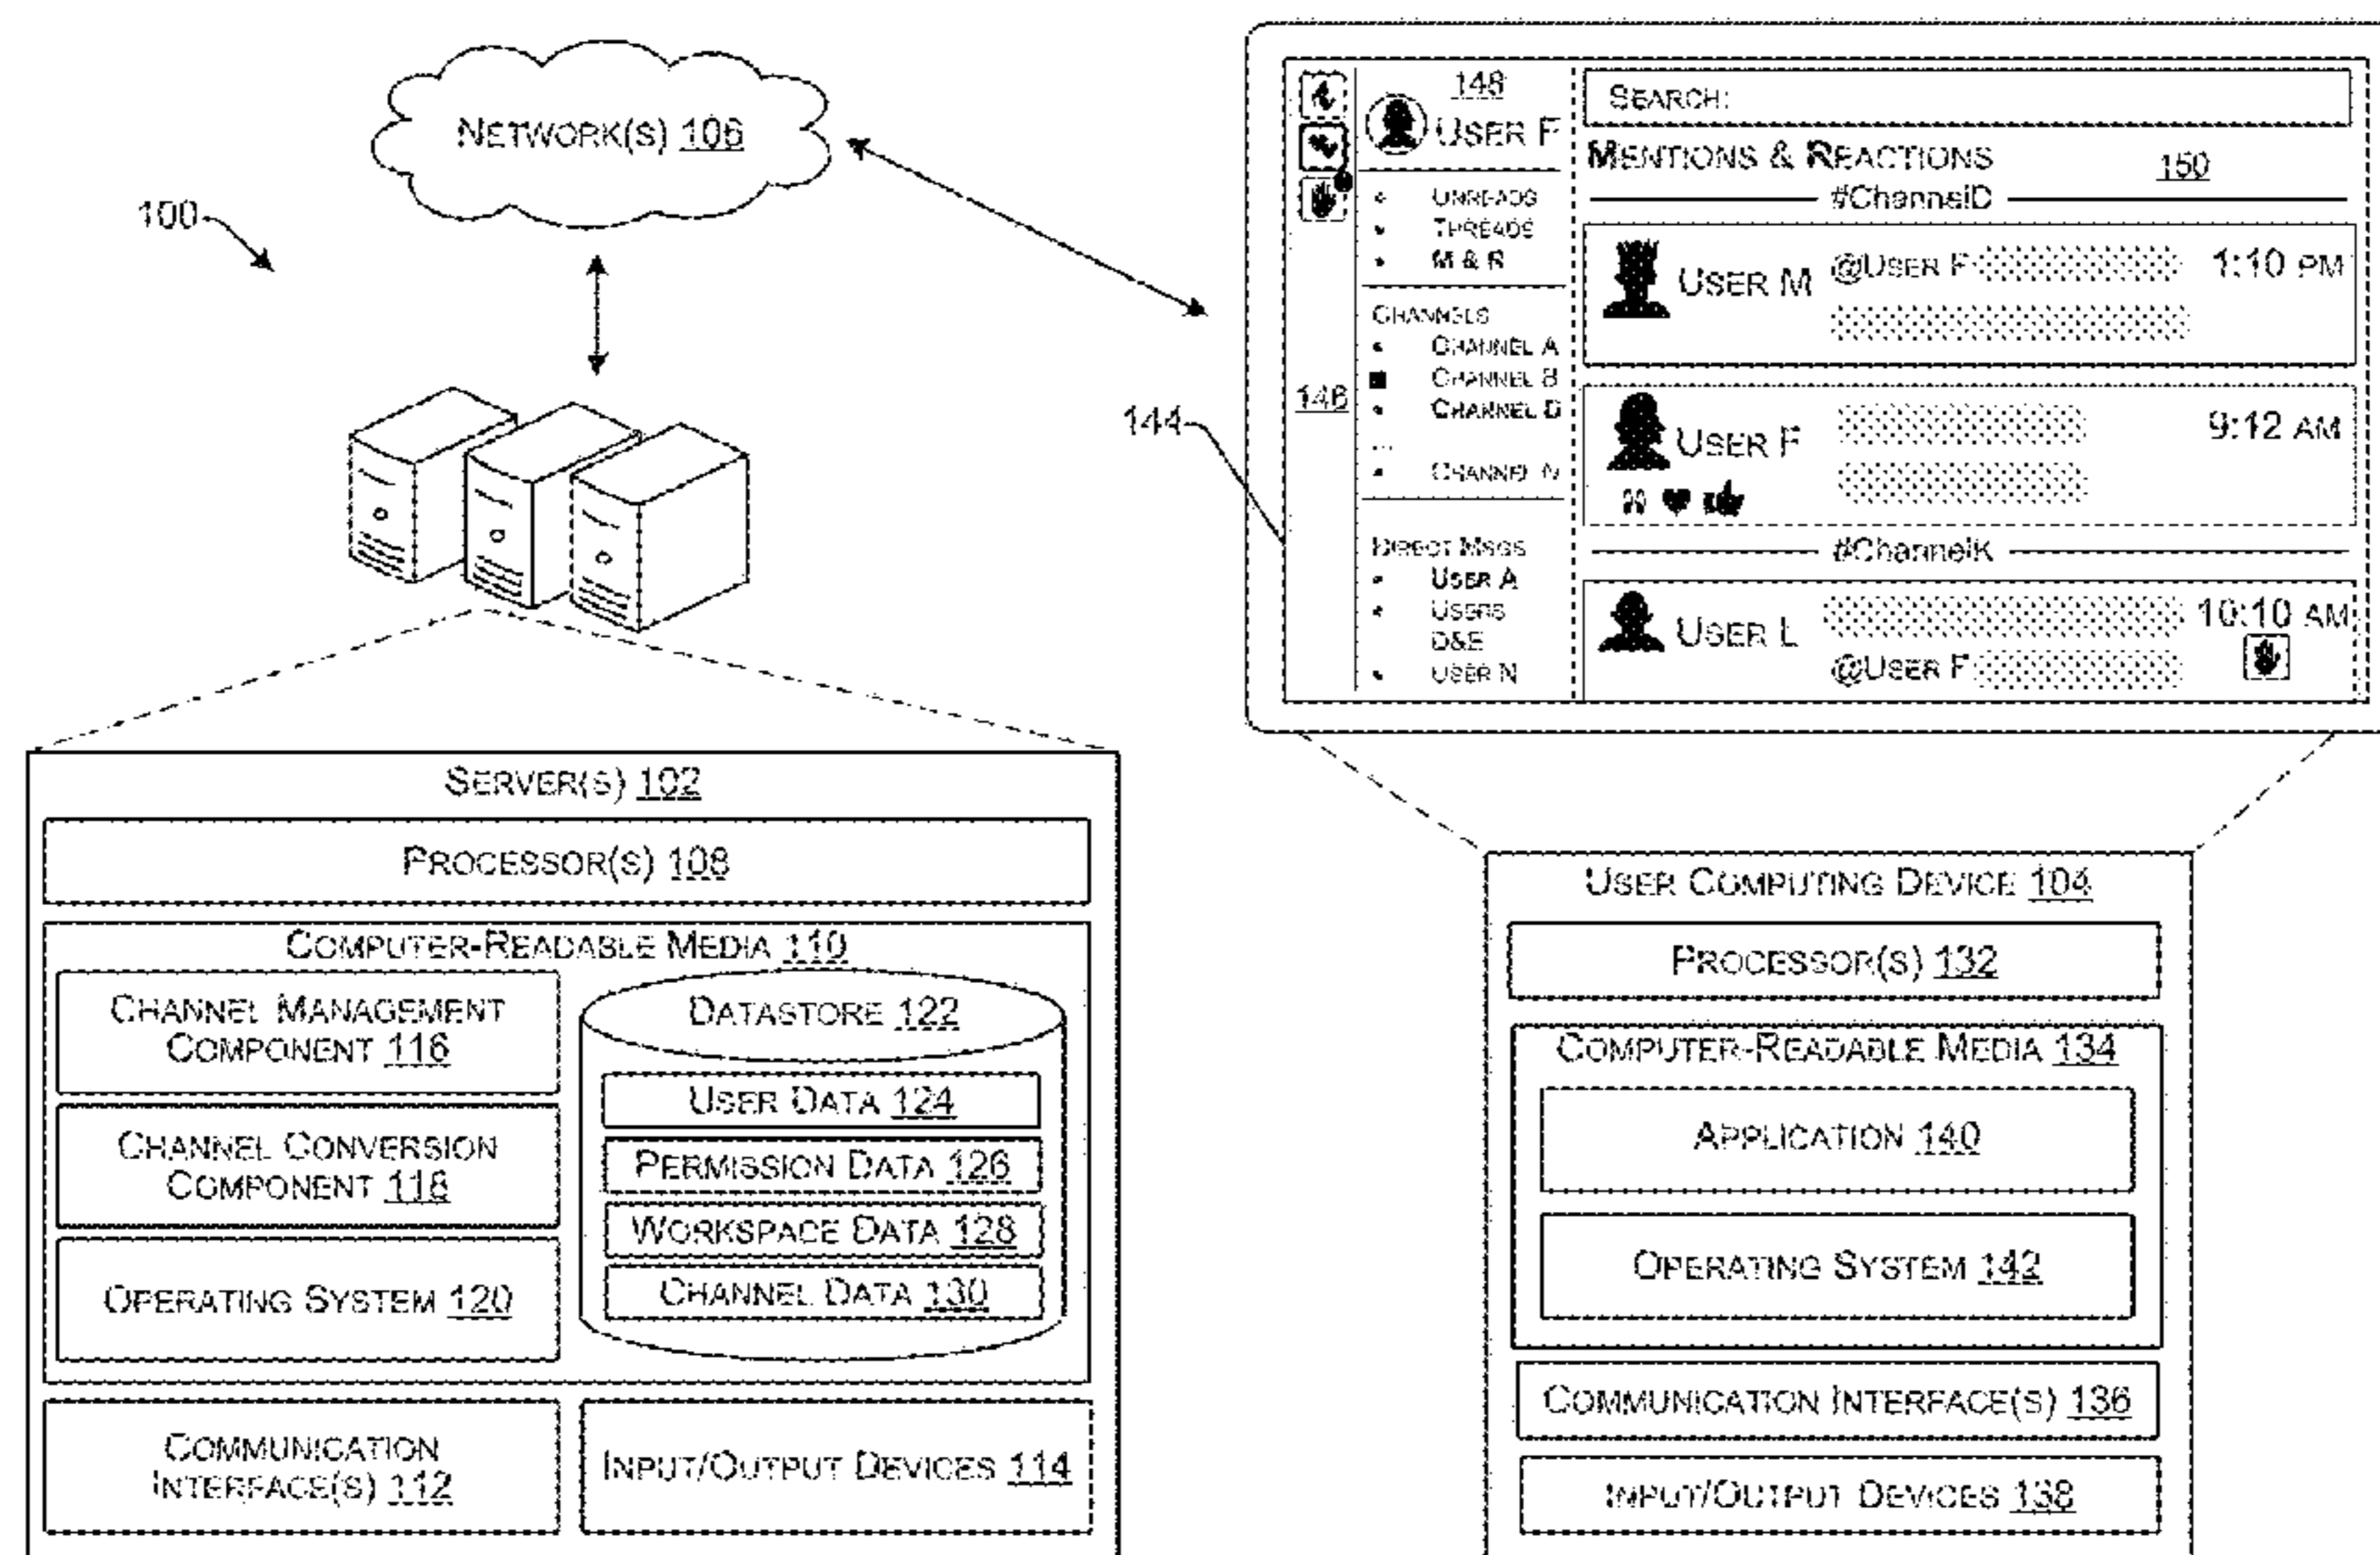 NETWORK(S) 106
100
144
146
148
USER F
UNREADS
THREADS
M & R
CHANNELS
CHANNEL A
CHANNEL B
CHANNEL D
...
CHANNEL N
DIRECT MSGS
USER A
USERS
D&E
USER N
SEARCH:
MENTIONS & REACTIONS
150
#ChannelD
USER M @USER F 1:10 PM
USER F 9:12 AM
#ChannelK
USER L 10:10 AM
@USER F
SERVER(S) 102
PROCESSOR(S) 108
COMPUTER-READABLE MEDIA 110
CHANNEL MANAGEMENT
COMPONENT 116
CHANNEL CONVERSION
COMPONENT 118
OPERATING SYSTEM 120
DATASTORE 122
USER DATA 124
PERMISSION DATA 126
WORKSPACE DATA 128
CHANNEL DATA 130
COMMUNICATION
INTERFACE(S) 112
INPUT/OUTPUT DEVICES 114
USER COMPUTING DEVICE 104
PROCESSOR(S) 132
COMPUTER-READABLE MEDIA 134
APPLICATION 140
OPERATING SYSTEM 142
COMMUNICATION INTERFACE(S) 136
INPUT/OUTPUT DEVICES 138